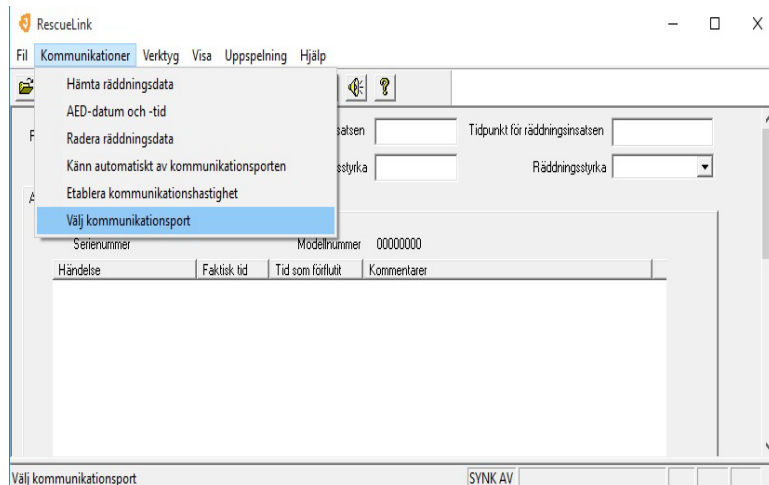 RescueLink
Fil Kommunikationer Verktyg Visa Uppspelning Hjälp
Hämta räddningsdata
AED-datum och -tid
Radera räddningsdata
Känn automatiskt av kommunikationsporten
Etablera kommunikationshastighet
Välj kommunikationsport
Tidpunkt för räddningsinsatsen
Räddningsstyrka
Serienummer Modellnummer 00000000
Händelse Faktisk tid Tid som förflutit Kommentarer
Välj kommunikationsport SYNK AV